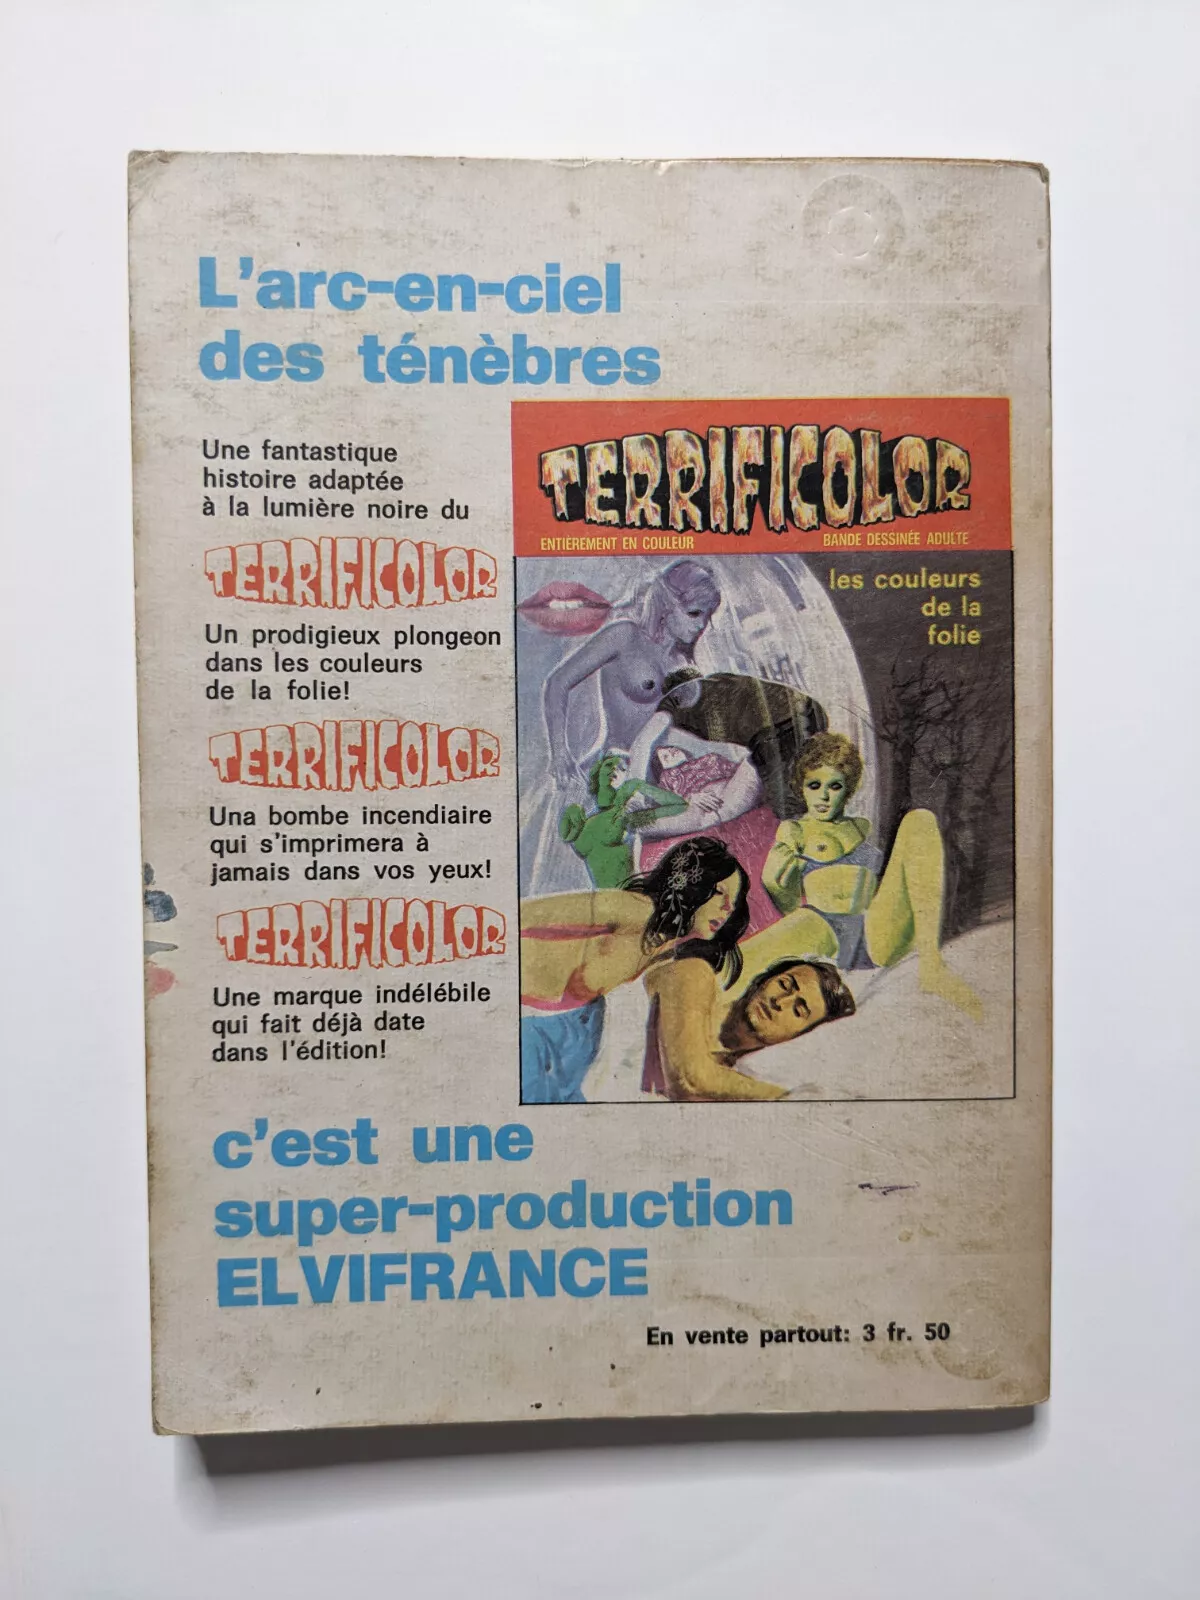 L'arc-en-ciel
des ténèbres
Une fantastique
histoire adaptée
à la lumière noire du
TERRIFICOLOR
Un prodigieux plongeon
dans les couleurs
de la folie!
TERRIFICOLOR
Una bombe incendiaire
qui s'imprimera à
jamais dans vos yeux!
TERRIFICOLOR
Une marque indélébile
qui fait déjà date
dans l'édition!
TERRIFICOLOR
ENTIÈREMENT EN COULEUR
BANDE DESSINÉE ADULTE
les couleurs
de la
folie
c'est une
super-production
ELVIFRANCE
En vente partout: 3 fr. 50